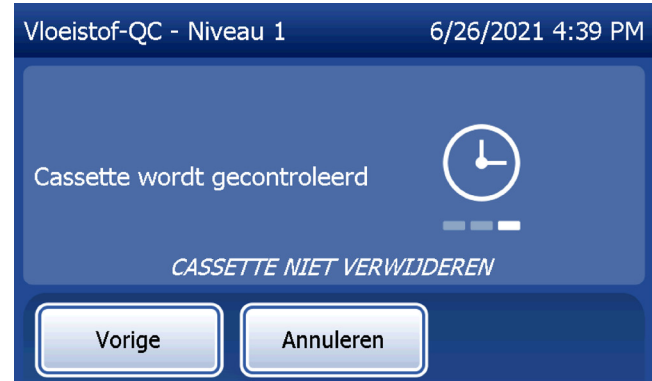 Vloeistof-QC - Niveau 1 6/26/2021 4:39 PM
Cassette wordt gecontroleerd
CASSETTE NIET VERWIJDEREN
Vorige Annuleren